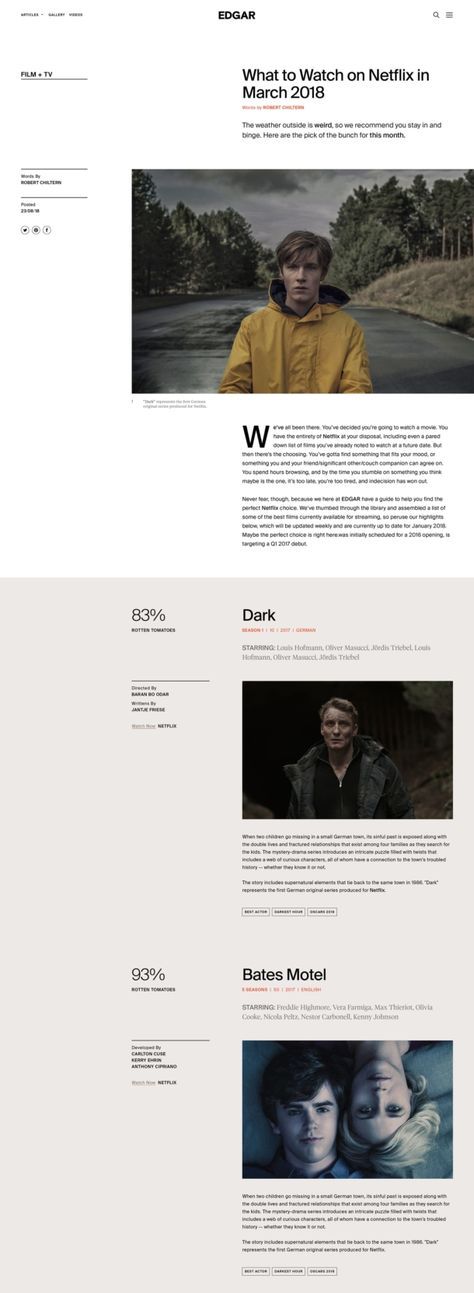 ARTICLES GALLERY VIDEOS
EDGAR
FILM + TV
What to Watch on Netflix in
March 2018
Words by ROBERT CHILTERN
The weather outside is weird, so we recommend you stay in and
binge. Here are the pick of the bunch for this month.
Words By
ROBERT CHILTERN
Posted
23/08/18
1 "Dark" represents the first German
original series produced for Netflix.
We've all been there. You've decided you're going to watch a movie. You
have the entirety of Netflix at your disposal, including even a pared
down list of films you've already noted to watch at a future date. But
then there's the choosing. You've gotta find something that fits your mood, or
something you and your friend/significant other/couch companion can agree on.
You spend hours browsing, and by the time you stumble on something you think
maybe is the one, it's too late, you're too tired, and indecision has won out.
Never fear, though, because we here at EDGAR have a guide to help you find the
perfect Netflix choice. We've thumbed through the library and assembled a list of
some of the best films currently available for streaming, so peruse our highlights
below, which will be updated weekly and are currently up to date for January 2018.
Maybe the perfect choice is right here.was initially scheduled for a 2016 opening, is
targeting a Q1 2017 debut.
83%
ROTTEN TOMATOES
Dark
SEASON 1 | 10 | 2017 | GERMAN
STARRING: Louis Hofmann, Oliver Masucci, Jördis Triebel, Louis
Hofmann, Oliver Masucci, Jördis Triebel
Directed By
BARAN BO ODAR
Writtens By
JANTJE FRIESE
Watch Now NETFLIX
When two children go missing in a small German town, its sinful past is exposed along with
the double lives and fractured relationships that exist among four families as they search for
the kids. The mystery-drama series introduces an intricate puzzle filled with twists that
includes a web of curious characters, all of whom have a connection to the town's troubled
history — whether they know it or not.
The story includes supernatural elements that tie back to the same town in 1986. "Dark"
represents the first German original series produced for Netflix.
BEST ACTOR DARKEST HOUR OSCARS 2018
93%
ROTTEN TOMATOES
Bates Motel
5 SEASONS | 50 | 2017 | ENGLISH
STARRING: Freddie Highmore, Vera Farmiga, Max Thieriot, Olivia
Cooke, Nicola Peltz, Nestor Carbonell, Kenny Johnson
Developed By
CARLTON CUSE
KERRY EHRIN
ANTHONY CIPRIANO
Watch Now NETFLIX
When two children go missing in a small German town, its sinful past is exposed along with
the double lives and fractured relationships that exist among four families as they search for
the kids. The mystery-drama series introduces an intricate puzzle filled with twists that
includes a web of curious characters, all of whom have a connection to the town's troubled
history — whether they know it or not.
The story includes supernatural elements that tie back to the same town in 1986. "Dark"
represents the first German original series produced for Netflix.
BEST ACTOR DARKEST HOUR OSCARS 2018